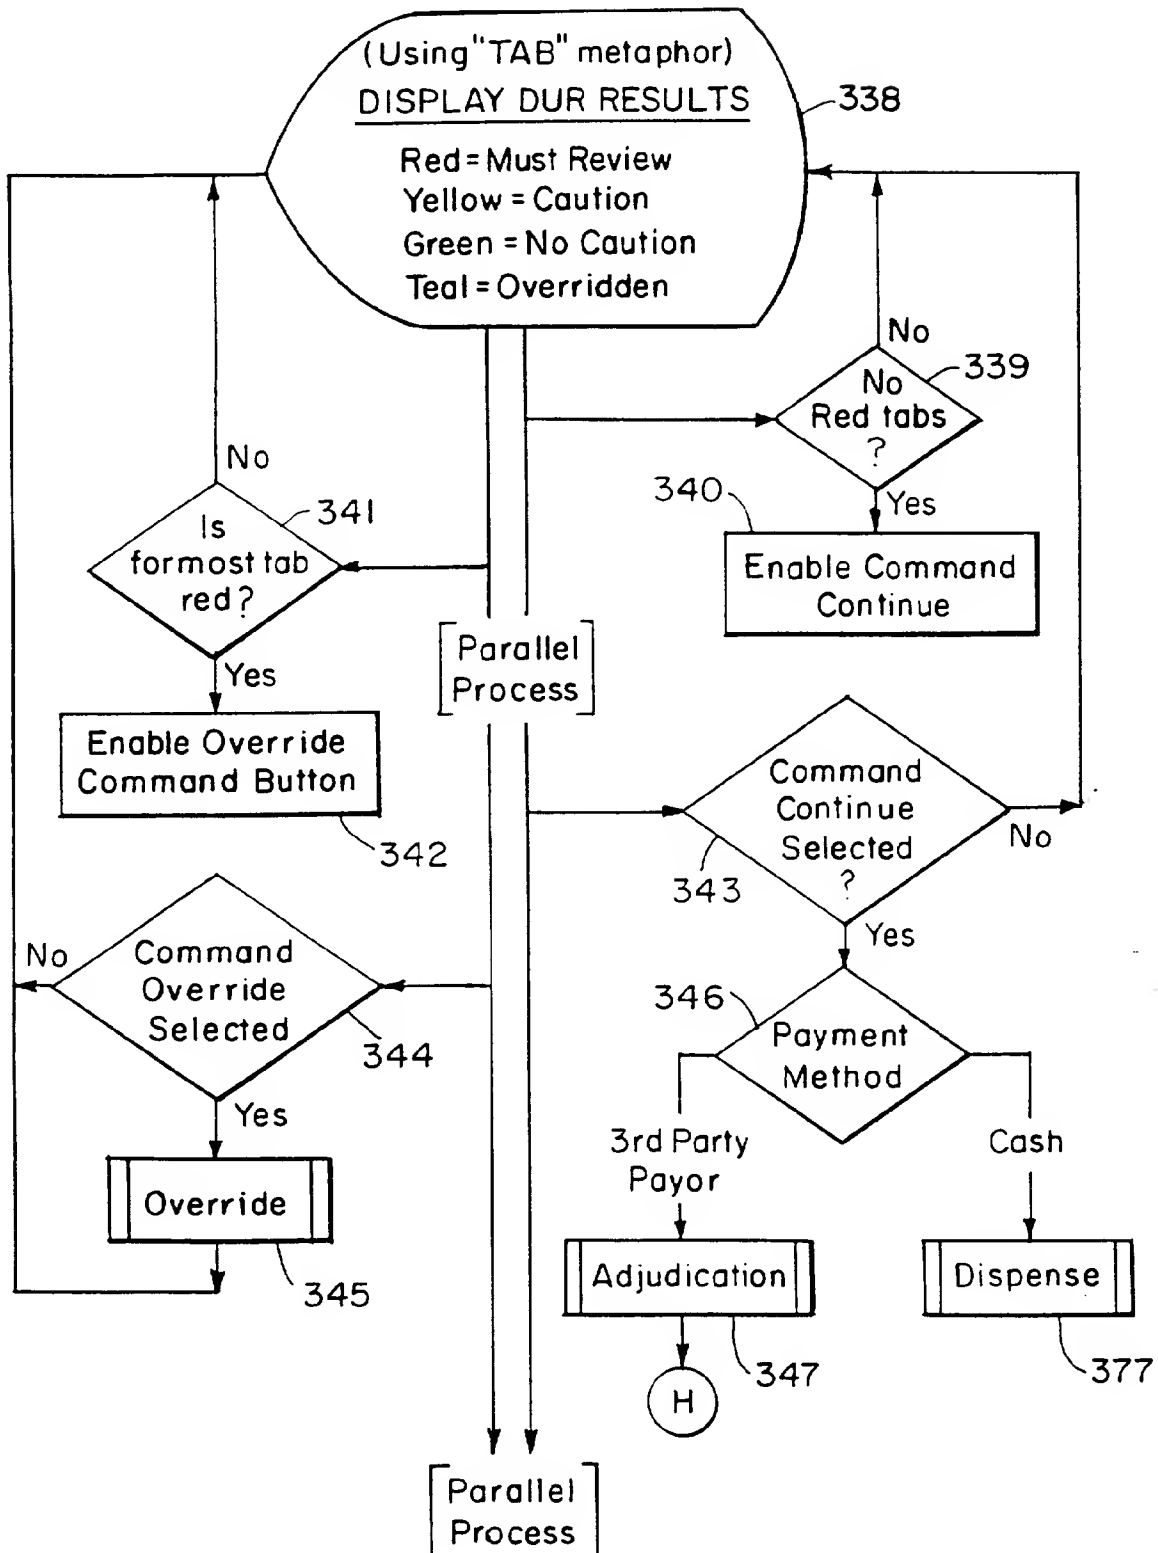 (Using "TAB" metaphor)
DISPLAY DUR RESULTS
Red = Must Review
Yellow = Caution
Green = No Caution
Teal = Overridden
338
No
339
No
Red tabs
?
Yes
340
Enable Command
Continue
No
341
Is
formost tab
red?
Yes
Enable Override
Command Button
342
[Parallel
Process]
Command
Continue
Selected
?
No
343
Yes
No
Command
Override
Selected
344
Yes
Override
345
346
Payment
Method
3rd Party
Payor
Cash
Adjudication
347
Dispense
377
H
[Parallel
Process]